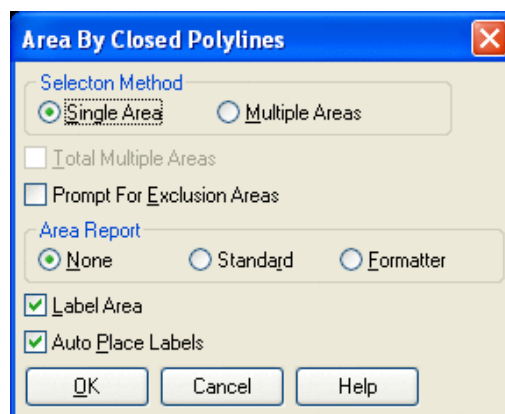 Area By Closed Polylines
Selecton Method
Single Area Multiple Areas
Total Multiple Areas
Prompt For Exclusion Areas
Area Report
None Standard Formatter
Label Area
Auto Place Labels
OK Cancel Help